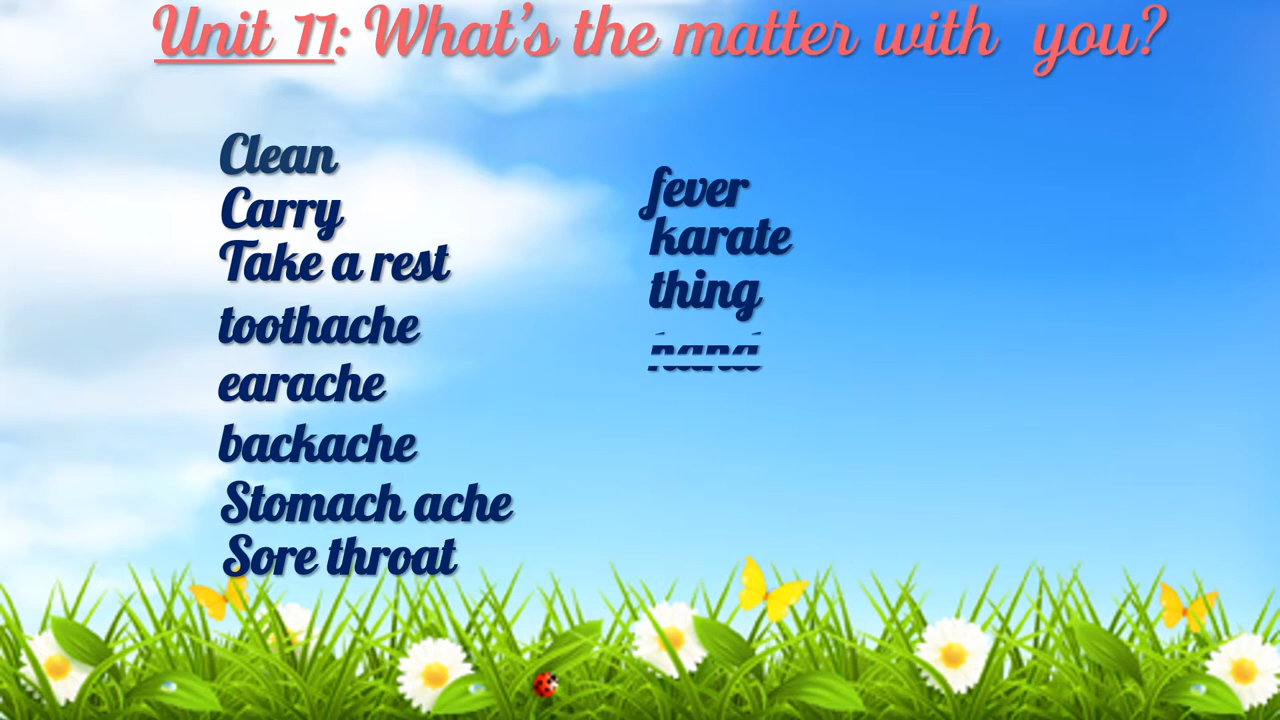 Unit 11: What's the matter with you?
Clean
Carry
Take a rest
toothache
earache
backache
Stomach ache
Sore throat
fever
karate
thing